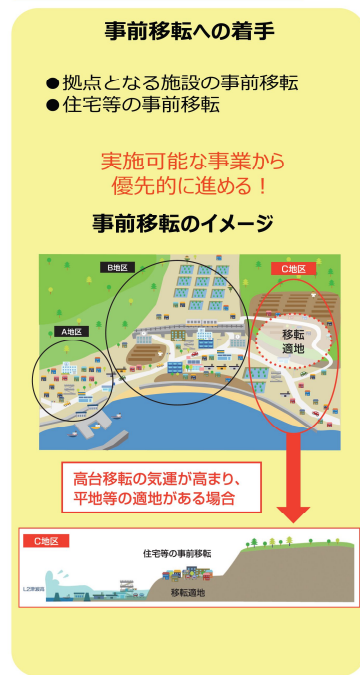 事前移転への着手
●拠点となる施設の事前移転
●住宅等の事前移転
実施可能な事業から
優先的に進める！
事前移転のイメージ
B地区
C地区
A地区
移転
適地
高台移転の気運が高まり、
平地等の適地がある場合
C地区
住宅等の事前移転
移転適地